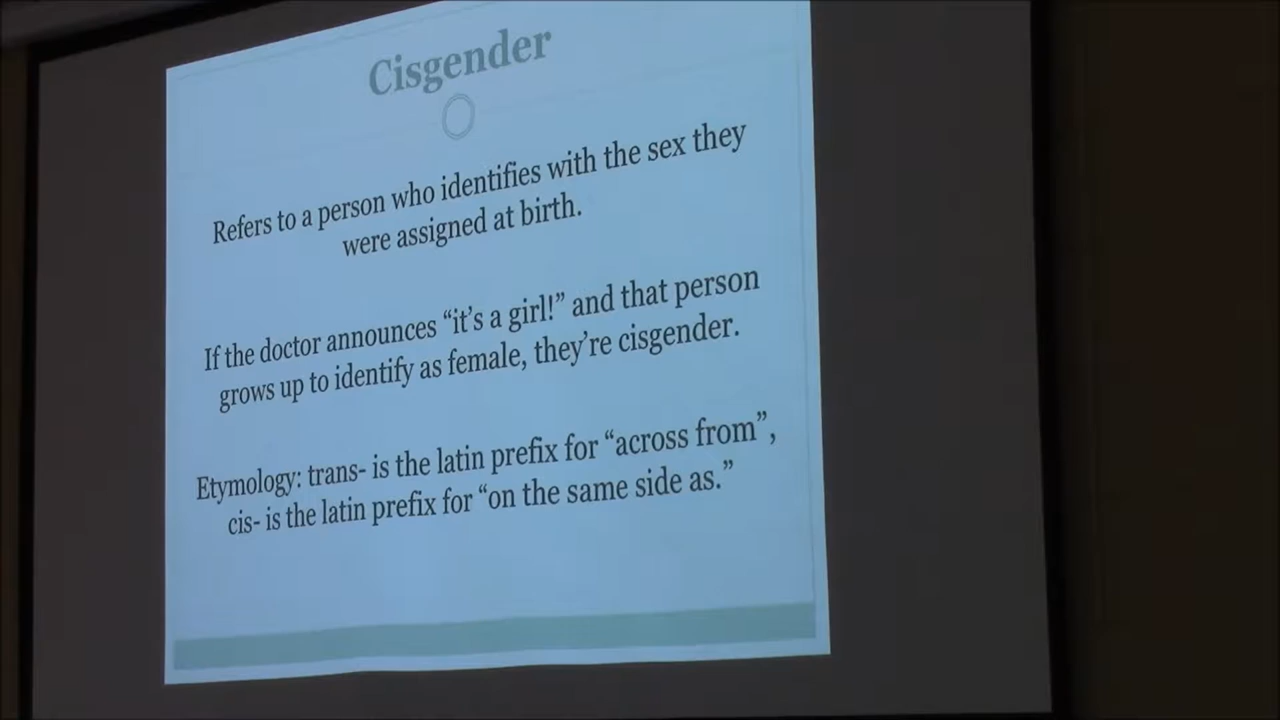 Cisgender
Refers to a person who identifies with the sex they
were assigned at birth.
If the doctor announces “it’s a girl!” and that person
grows up to identify as female, they’re cisgender.
Etymology: trans- is the latin prefix for “across from”,
cis- is the latin prefix for “on the same side as.”